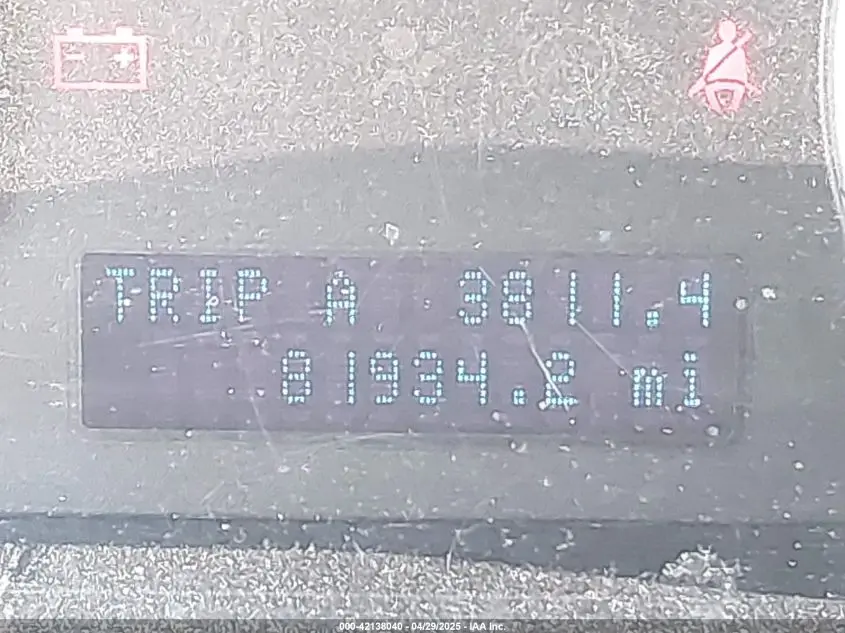 TRIP A 3811.4
81934.2 mi
000-42138040 - 04/29/2025 - IAA Inc.